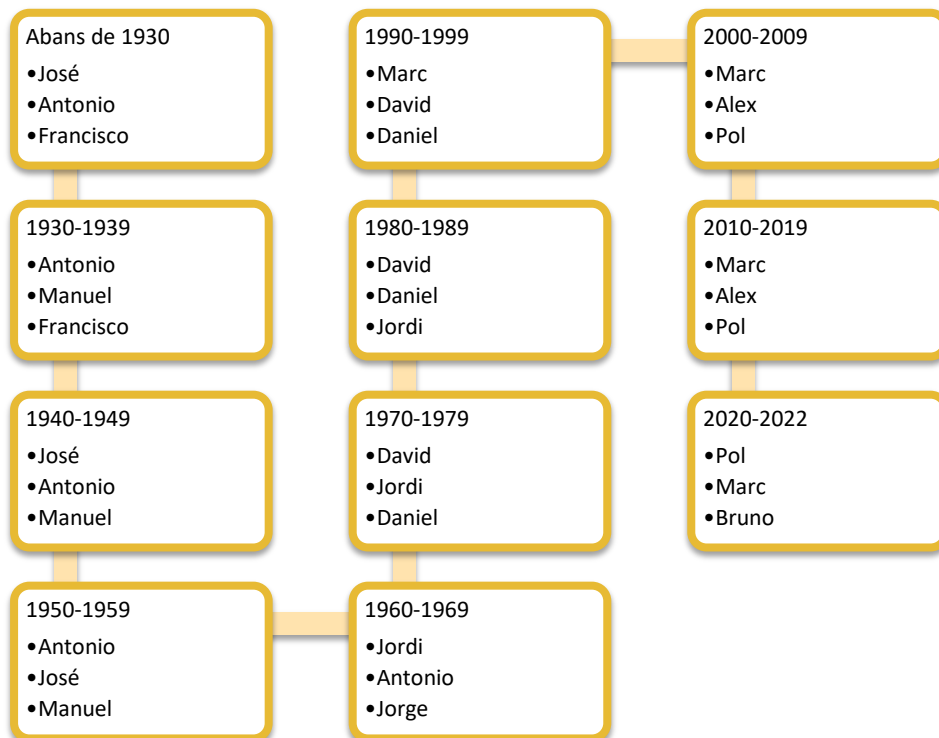 Abans de 1930
•José
•Antonio
•Francisco
1930-1939
•Antonio
•Manuel
•Francisco
1940-1949
•José
•Antonio
•Manuel
1950-1959
•Antonio
•José
•Manuel
1960-1969
•Jordi
•Antonio
•Jorge
1970-1979
•David
•Jordi
•Daniel
1980-1989
•David
•Daniel
•Jordi
1990-1999
•Marc
•David
•Daniel
2000-2009
•Marc
•Alex
•Pol
2010-2019
•Marc
•Alex
•Pol
2020-2022
•Pol
•Marc
•Bruno